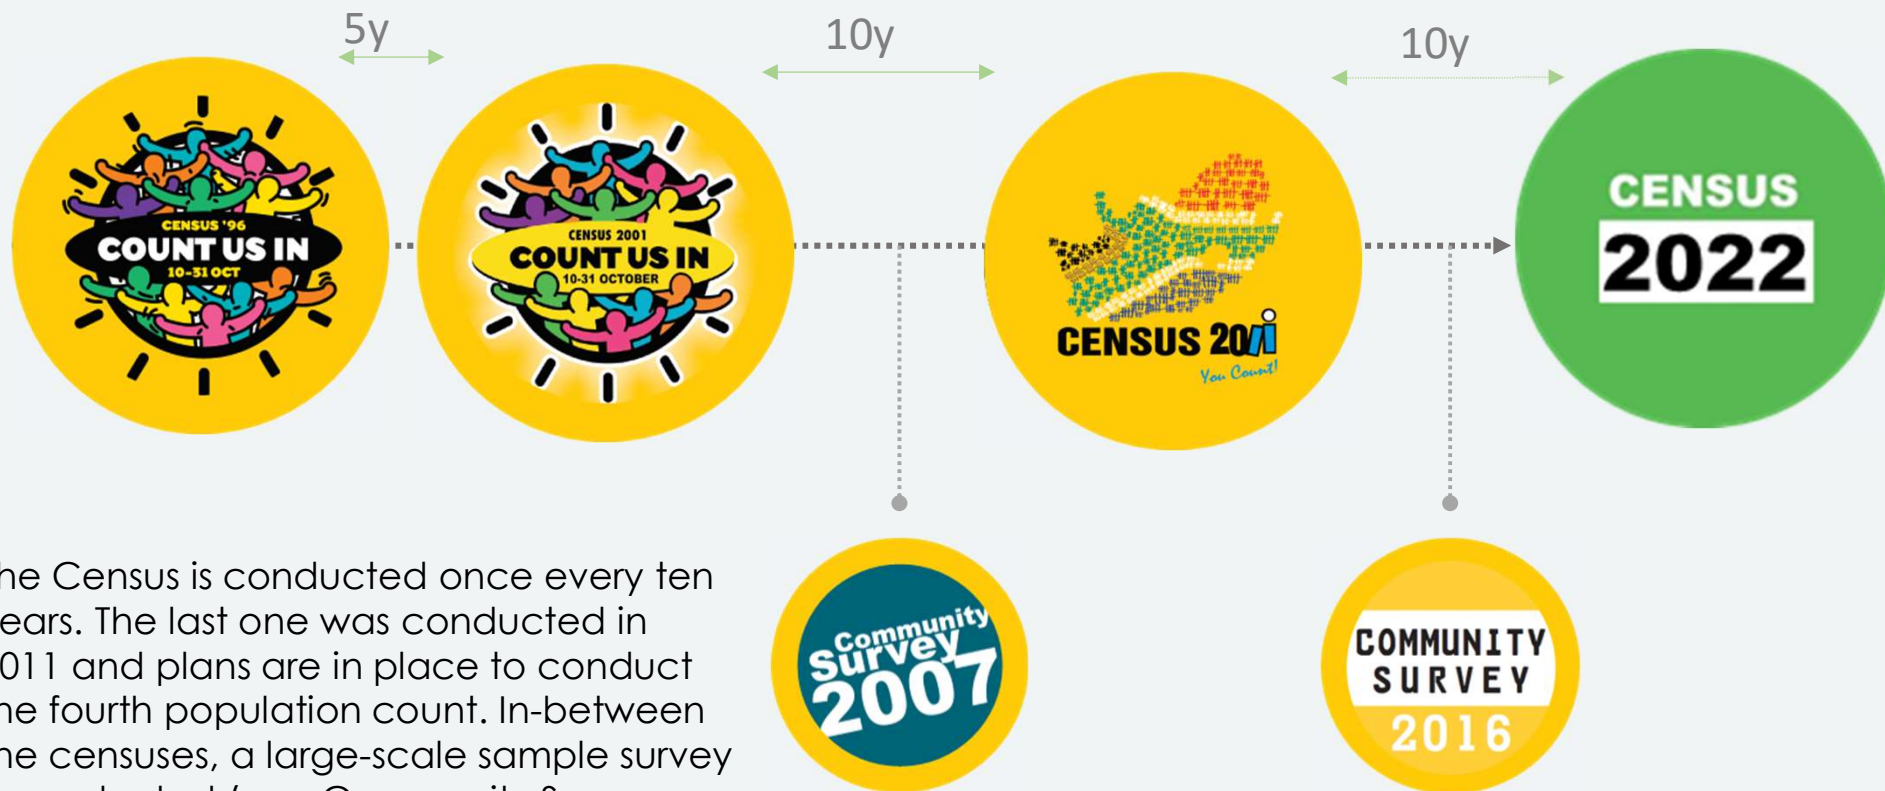 5y
10y
10y
CENSUS '96
COUNT US IN
10-31 OCT
CENSUS 2001
COUNT US IN
10-31 OCTOBER
CENSUS 2011
You Count!
CENSUS
2022
he Census is conducted once every ten
ears. The last one was conducted in
011 and plans are in place to conduct
he fourth population count. In-between
he censuses, a large-scale sample survey
Community
Survey
2007
COMMUNITY
SURVEY
2016